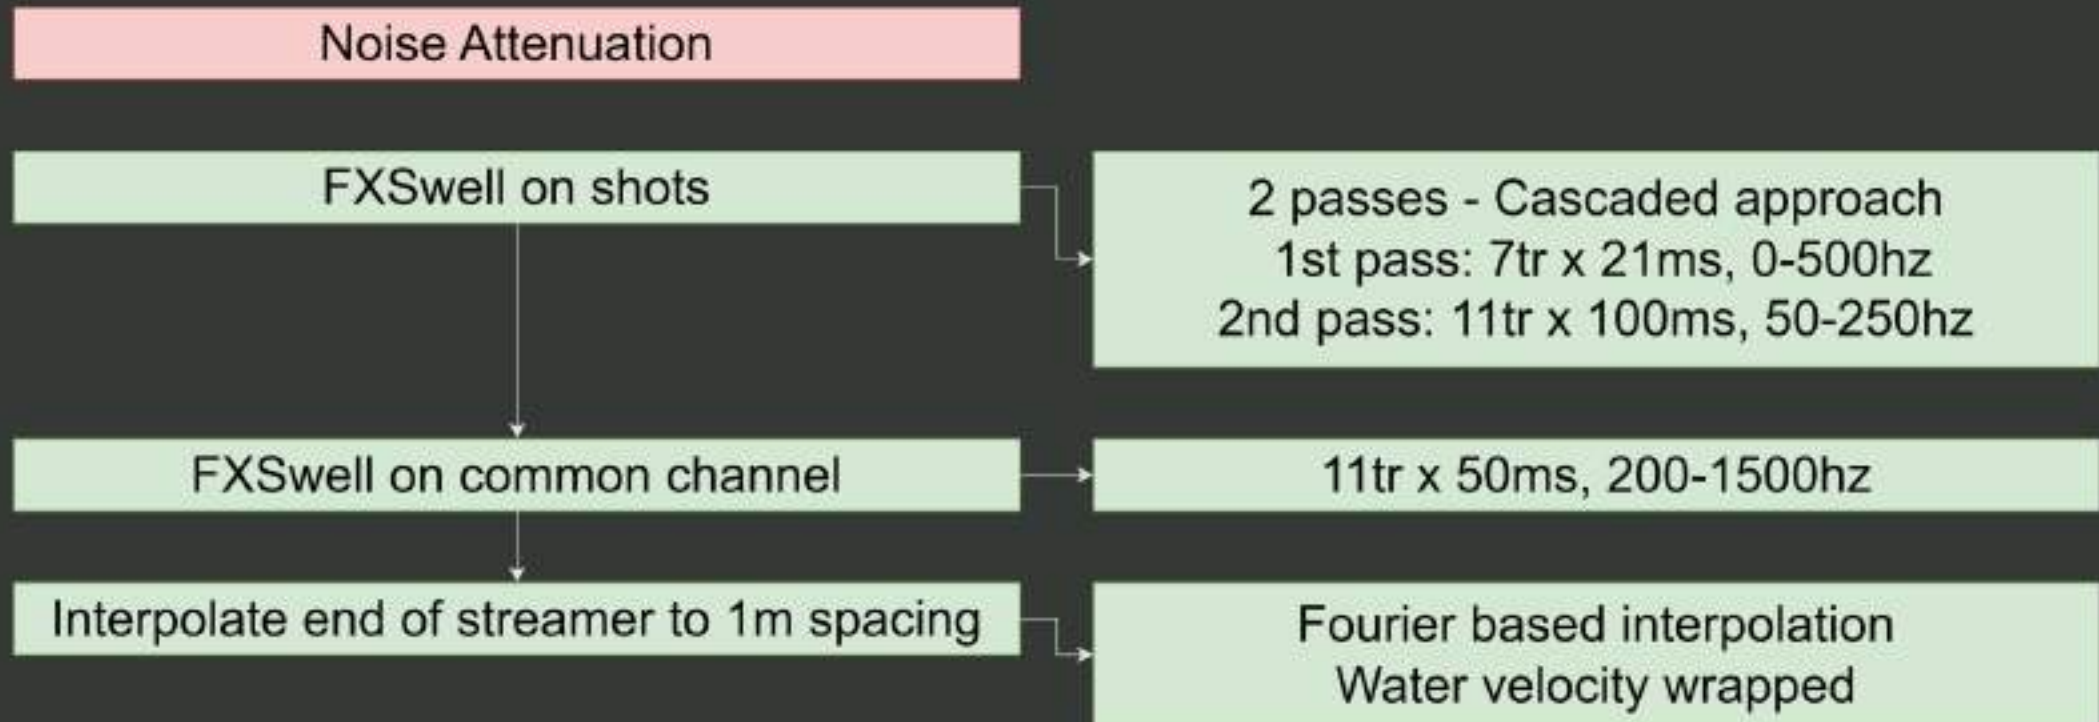 Noise Attenuation
FXSwell on shots
2 passes - Cascaded approach
1st pass: 7tr x 21ms, 0-500hz
2nd pass: 11tr x 100ms, 50-250hz
FXSwell on common channel
11tr x 50ms, 200-1500hz
Interpolate end of streamer to 1m spacing
Fourier based interpolation
Water velocity wrapped